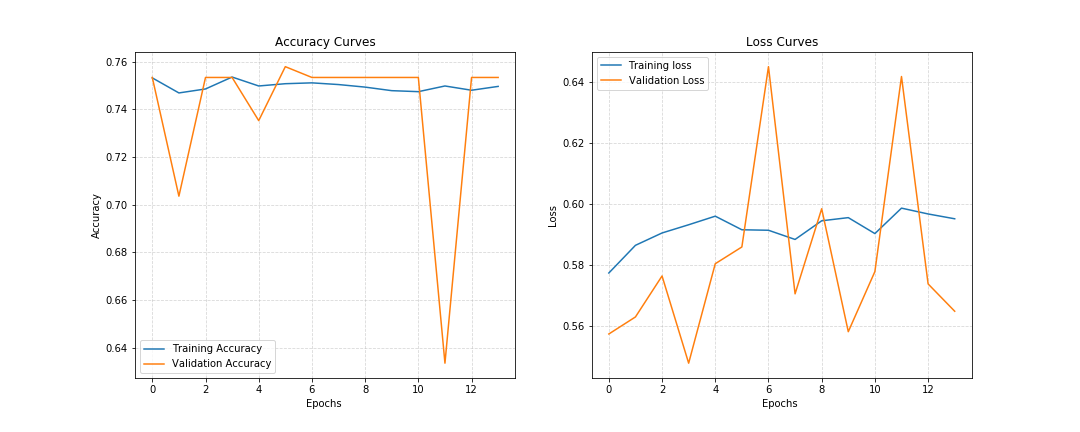 Accuracy Curves
0.76
0.74
0.72
0.70
0.68
0.66
0.64
Accuracy
Training Accuracy
Validation Accuracy
0 2 4 6 8 10 12
Epochs
Loss Curves
Training loss
Validation Loss
0.64
0.62
0.60
0.58
0.56
Loss
0 2 4 6 8 10 12
Epochs